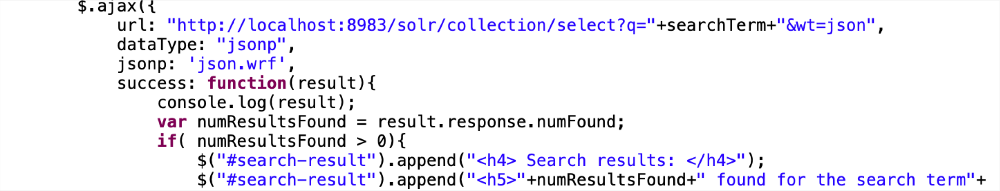 $.ajax({
url: "http://localhost:8983/solr/collection/select?q="+searchTerm+"&wt=json",
dataType: "jsonp",
jsonp: 'json.wrf',
success: function(result){
console.log(result);
var numResultsFound = result.response.numFound;
if( numResultsFound > 0){
$("#search-result").append("<h4> Search results: </h4>");
$("#search-result").append("<h5>"+numResultsFound+" found for the search term"+